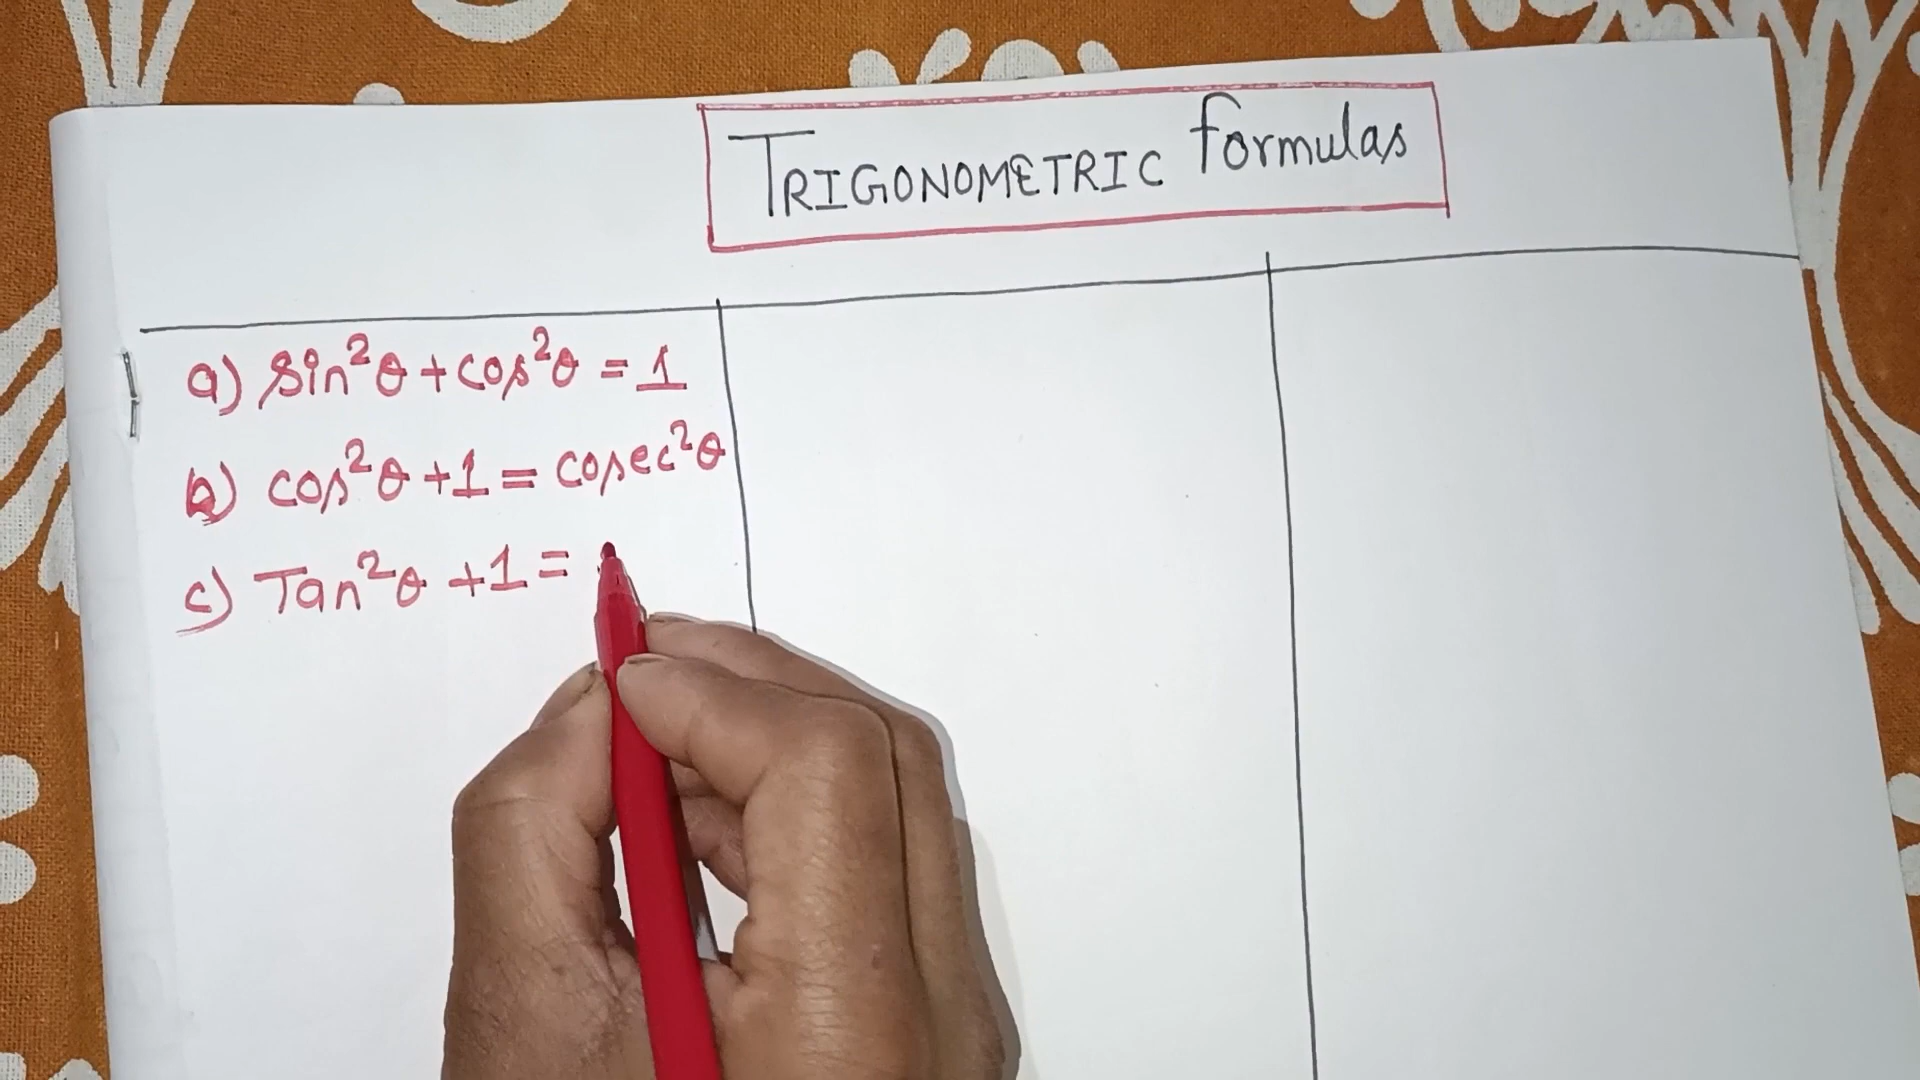 TRIGONOMETRIC formulas
a) sin²θ + cos²θ = 1
b) cos²θ + 1 = cosec²θ
c) Tan²θ + 1 =